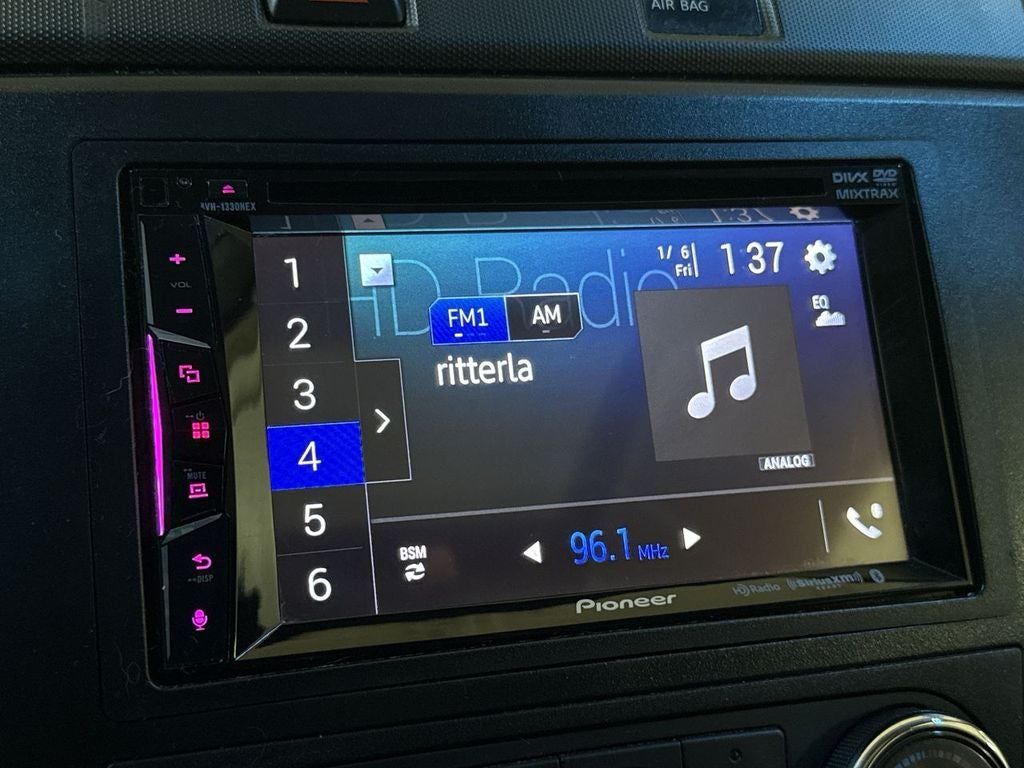 AIR BAG
DIVX DVD
VIDEO
MIXTRAX
AVH-1330NEX
VOL
MUTE
DISP
1
2
3
4
5
6
HD Radio
1/ 6
Fri
1 37
EQ
FM1
AM
ritterla
ANALOG
BSM
96.1 MHz
Pioneer
HD Radio
SiriusXM